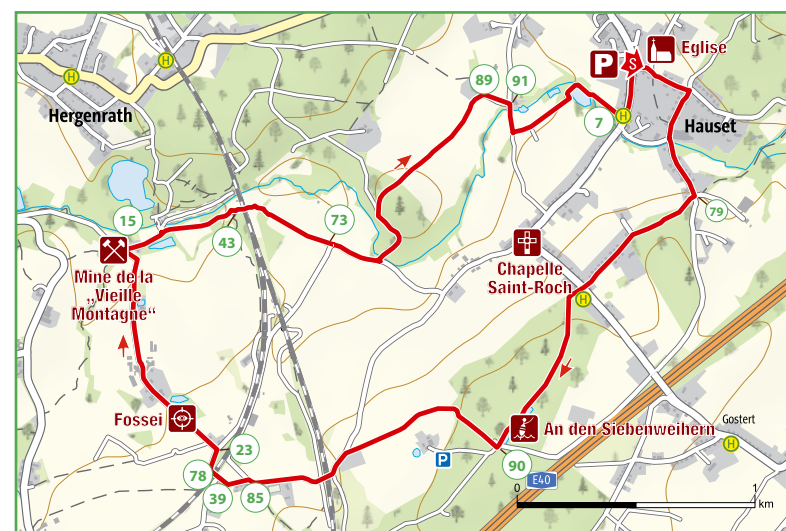 H
H
Hergenrath
89
91
P
S
Eglise
7
H
Hauset
79
15
43
73
Mine de la
„Vieille
Montagne“
Chapelle
Saint-Roch
H
Fossei
23
78
39
85
P
An den Siebenweihern
90
E40
Gostert
H
0
1
km